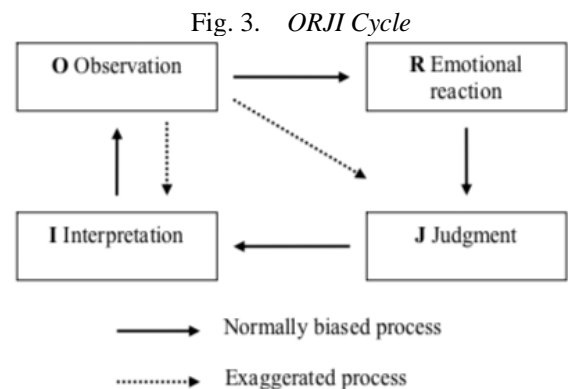 Fig. 3. ORJI Cycle
O Observation
R Emotional
reaction
I Interpretation
J Judgment
Normally biased process
Exaggerated process